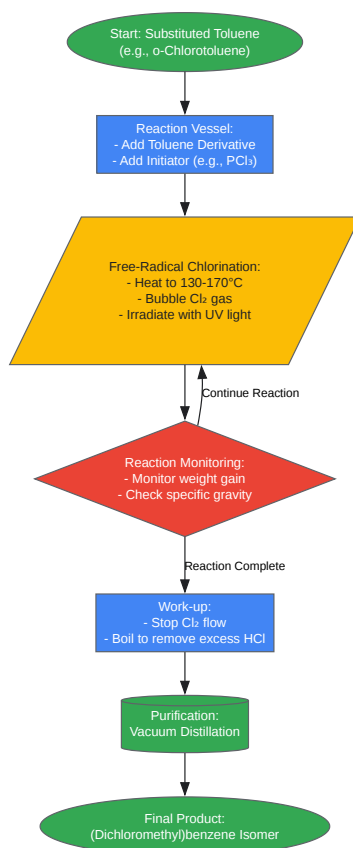 Start: Substituted Toluene
(e.g., o-Chlorotoluene)
Reaction Vessel:
- Add Toluene Derivative
- Add Initiator (e.g., PCl₃)
Free-Radical Chlorination:
- Heat to 130-170°C
- Bubble Cl₂ gas
- Irradiate with UV light
Continue Reaction
Reaction Monitoring:
- Monitor weight gain
- Check specific gravity
Reaction Complete
Work-up:
- Stop Cl₂ flow
- Boil to remove excess HCl
Purification:
Vacuum Distillation
Final Product:
(Dichloromethyl)benzene Isomer